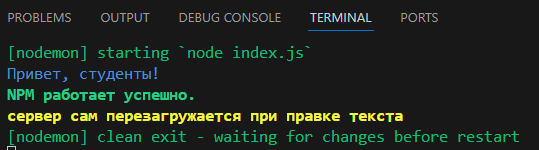 PROBLEMS OUTPUT DEBUG CONSOLE TERMINAL PORTS
[nodemon] starting `node index.js`
Привет, студенты!
NPM работает успешно.
сервер сам перезагружается при правке текста
[nodemon] clean exit - waiting for changes before restart